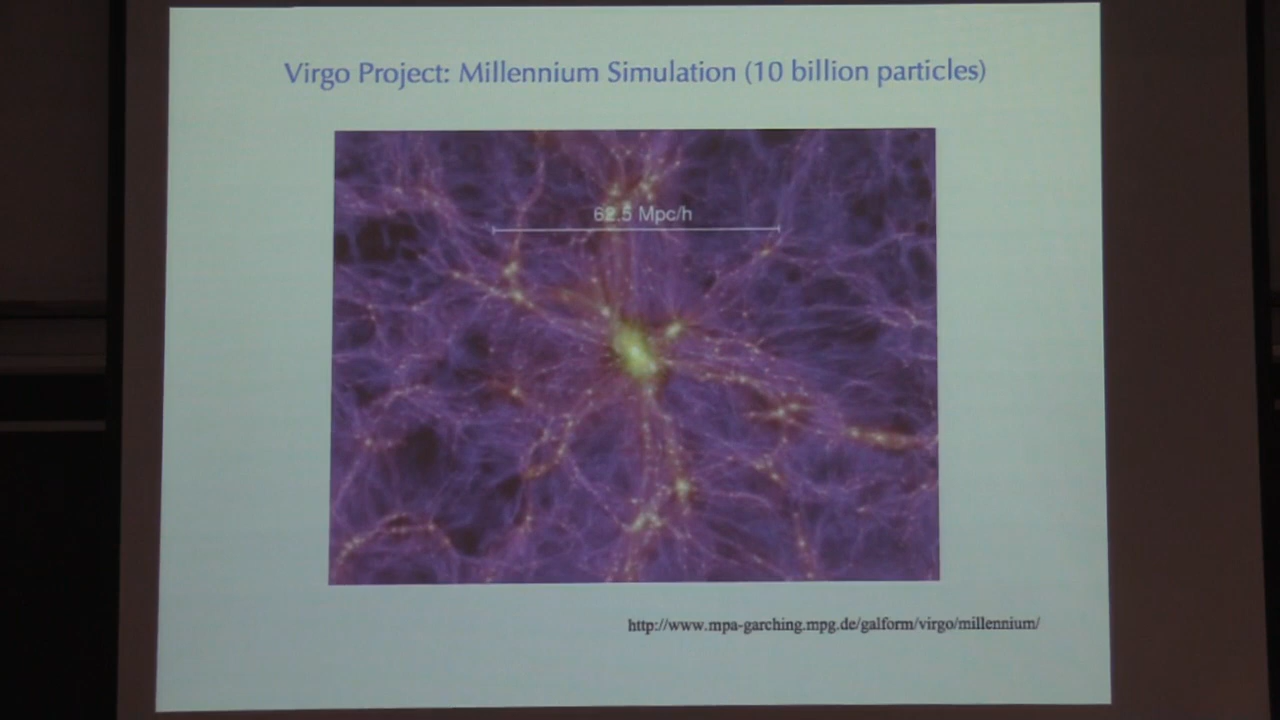 Virgo Project: Millennium Simulation (10 billion particles)
62.5 Mpc/h
http://www.mpa-garching.mpg.de/galform/virgo/millennium/